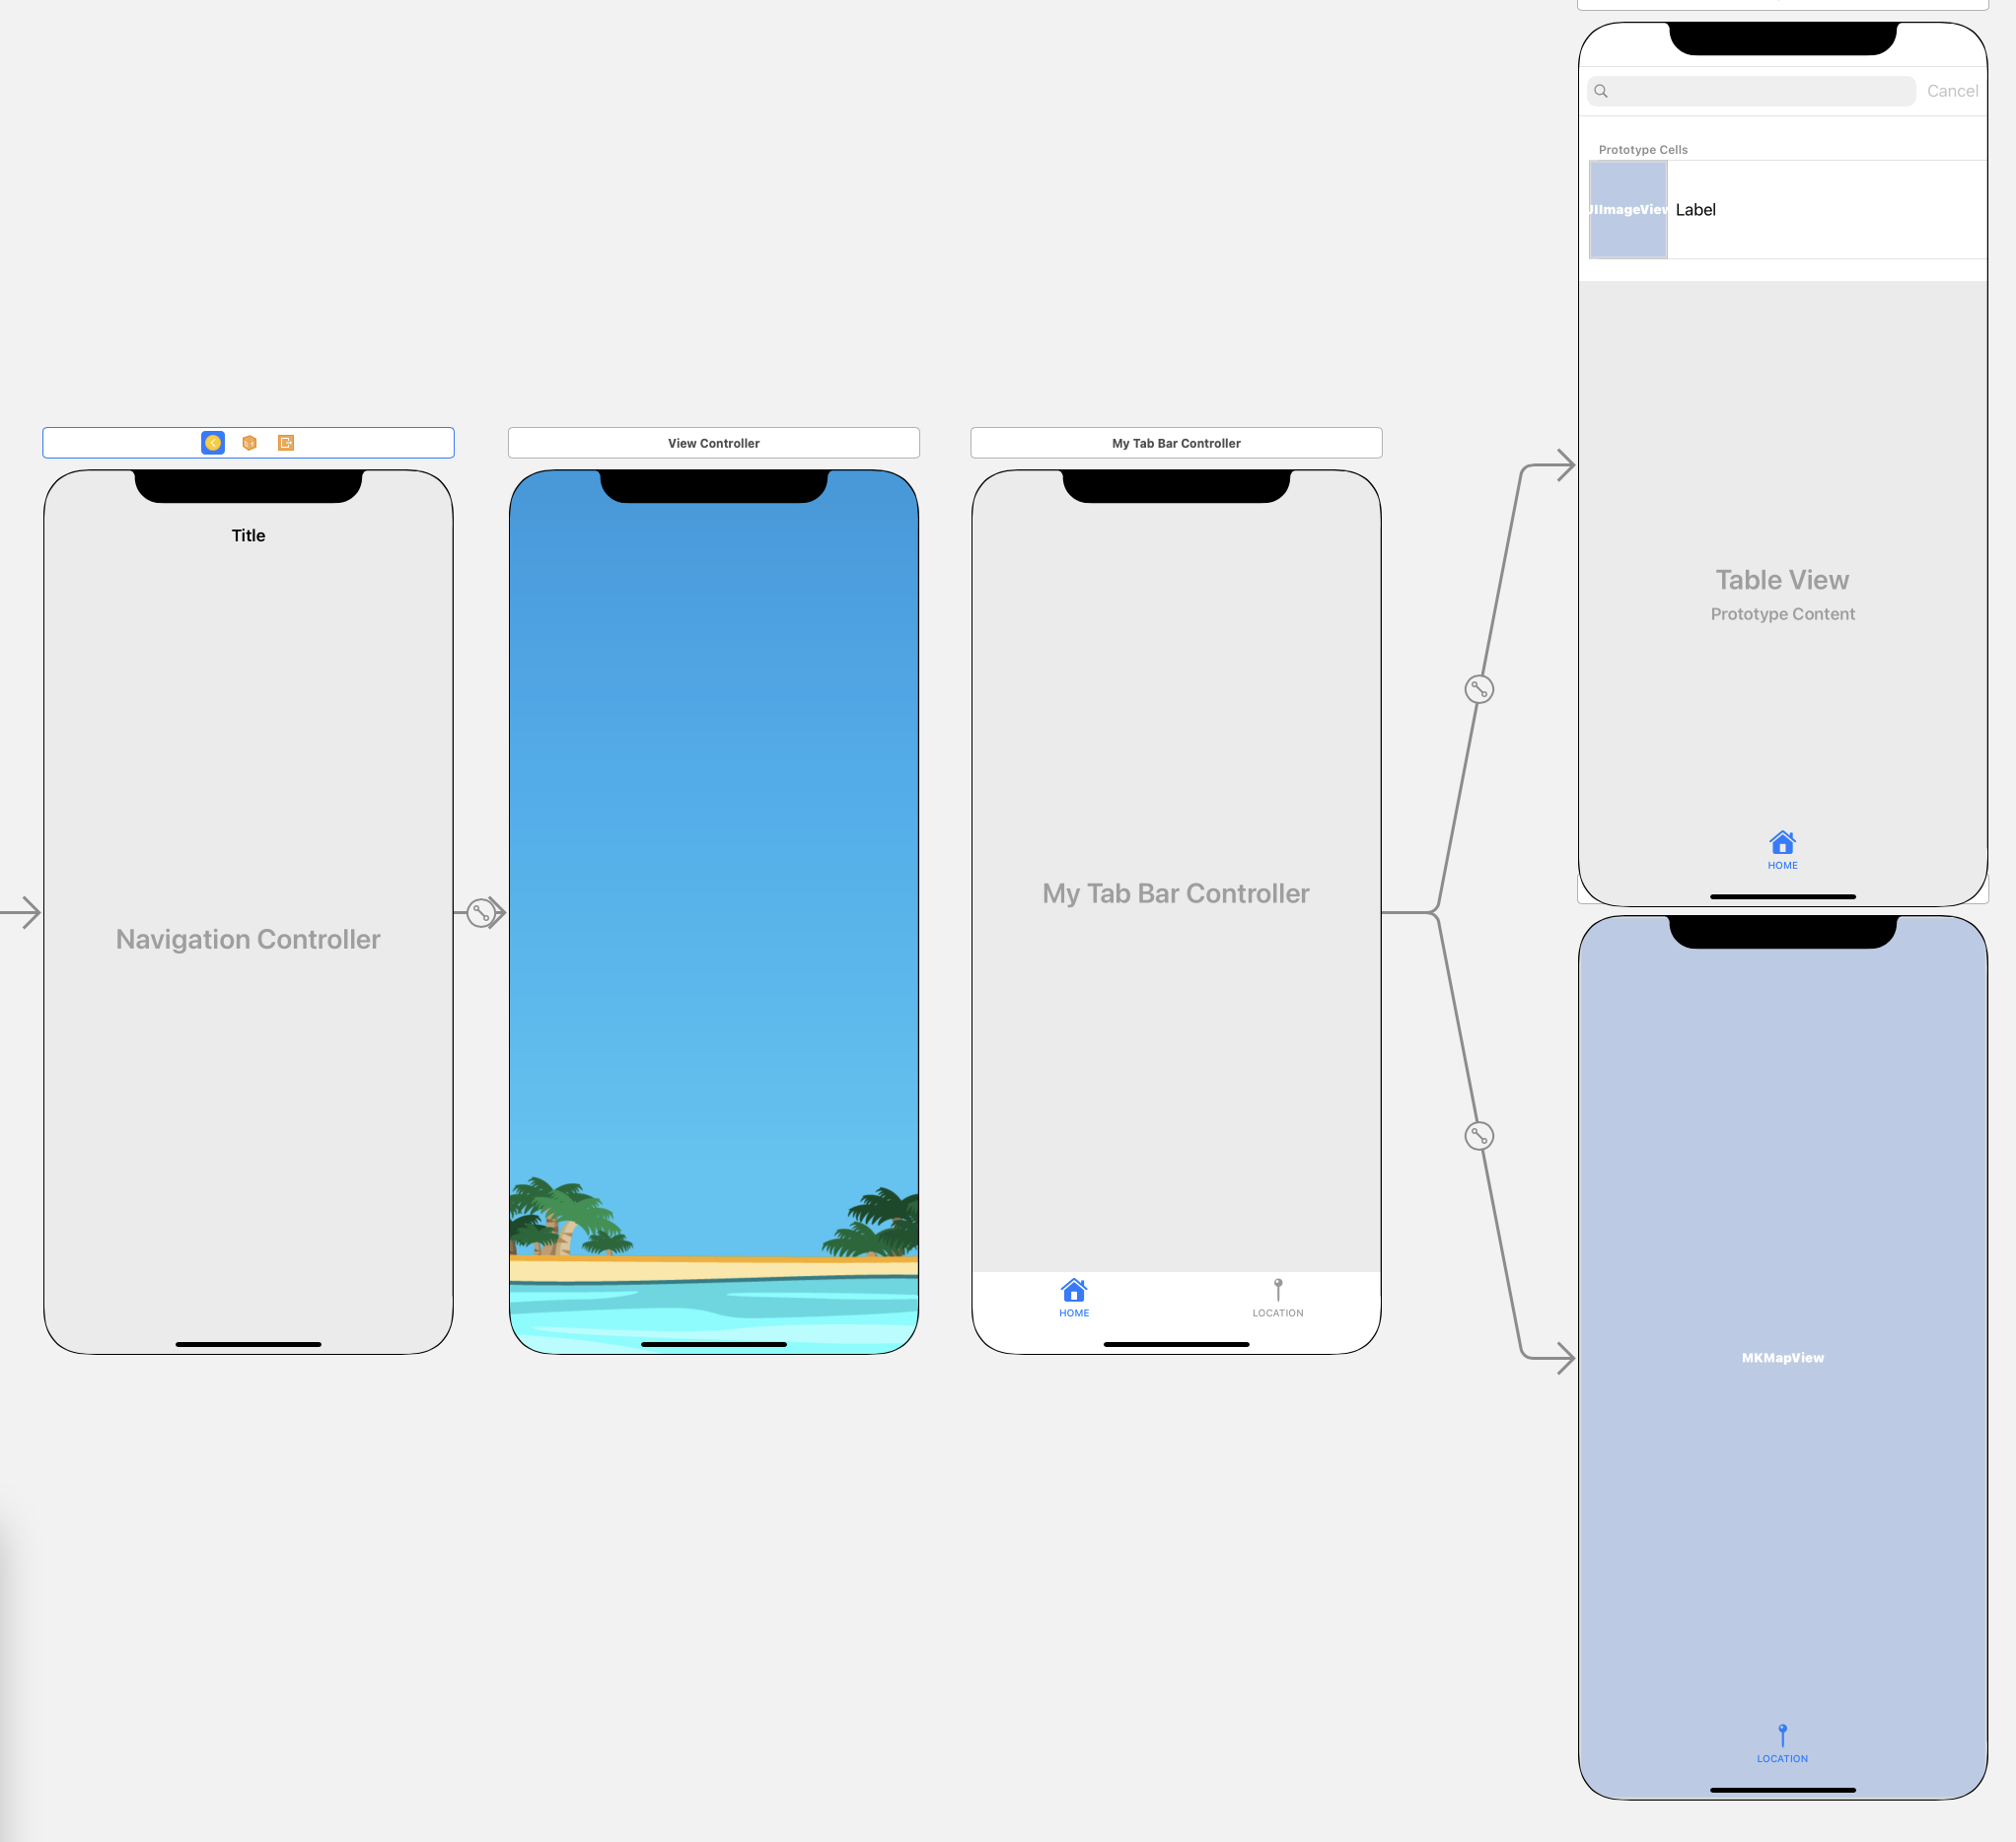 Title
Navigation Controller
View Controller
My Tab Bar Controller
My Tab Bar Controller
HOME
LOCATION
Cancel
Prototype Cells
UIImageView
Label
Table View
Prototype Content
HOME
MKMapView
LOCATION